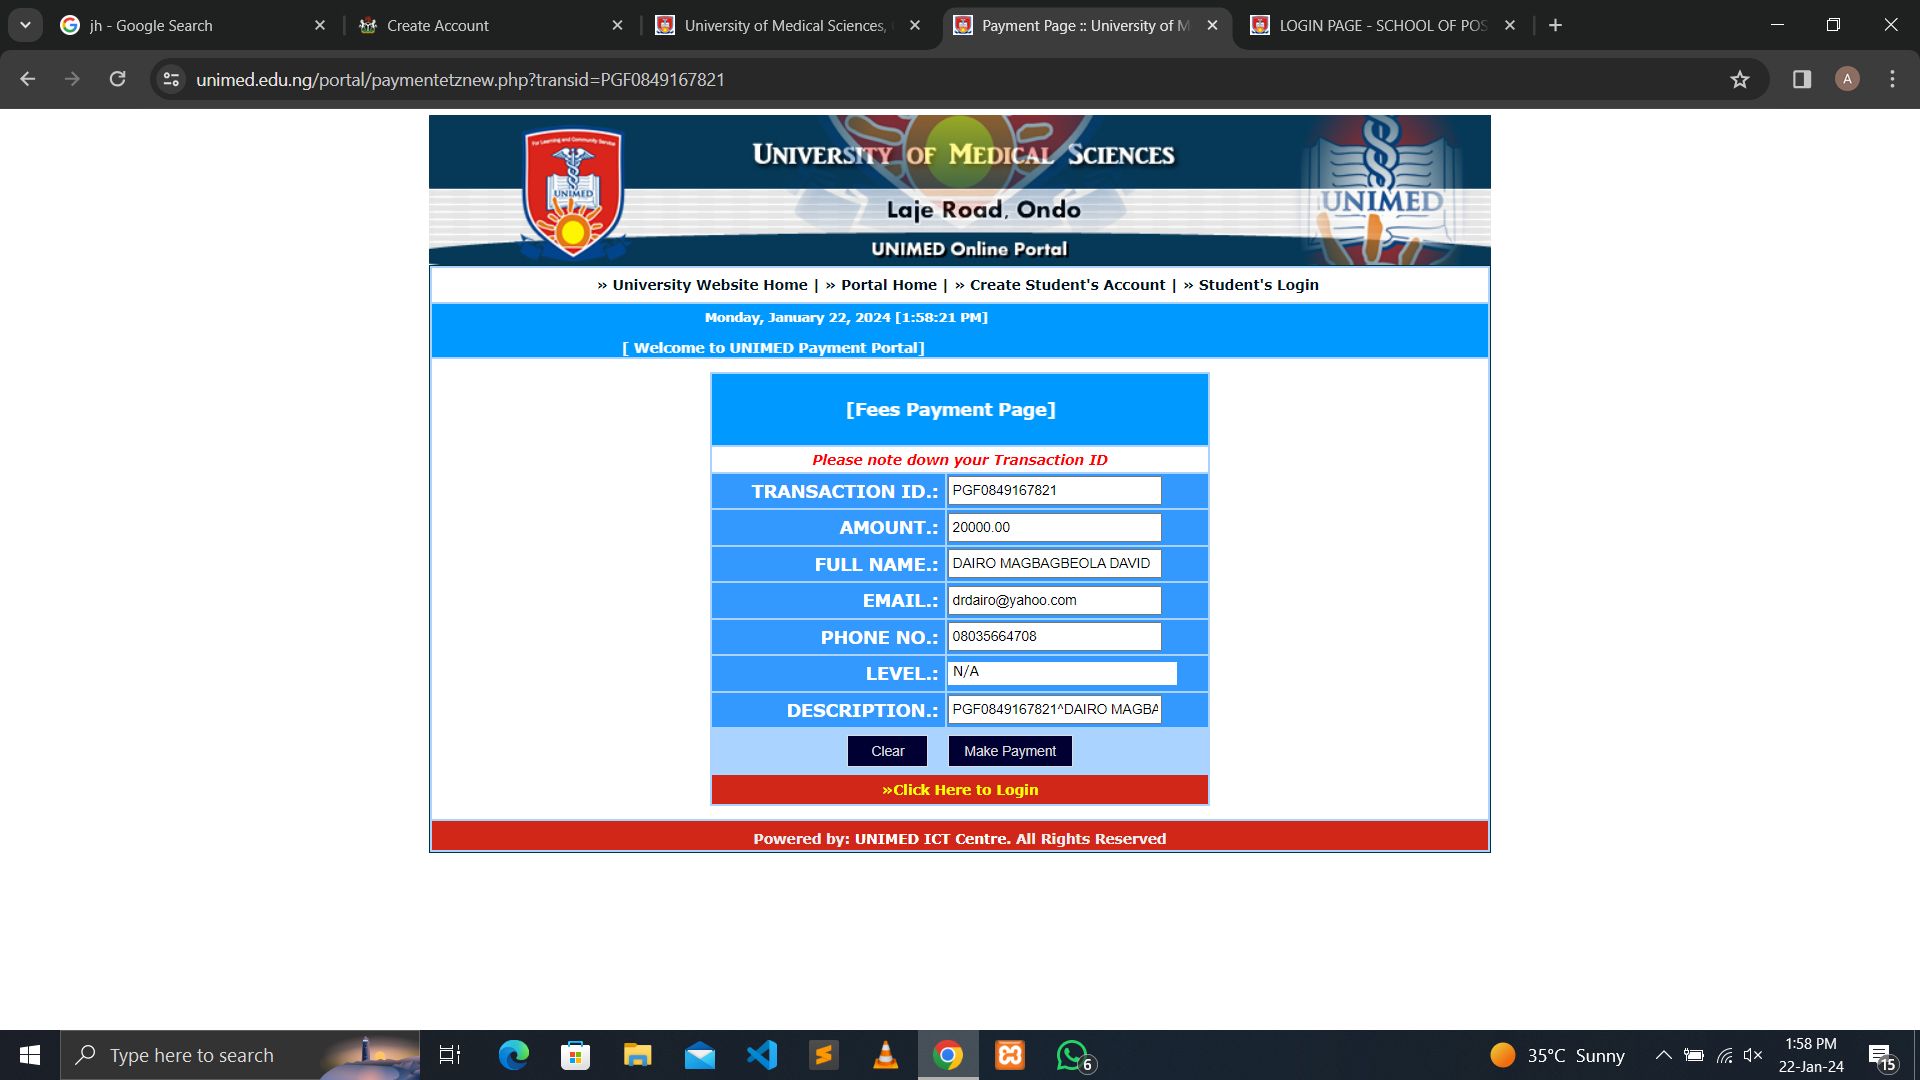 jh - Google Search
Create Account
University of Medical Sciences,
Payment Page :: University of M
LOGIN PAGE - SCHOOL OF POS
unimed.edu.ng/portal/paymentetznew.php?transid=PGF0849167821
A
For Learning and Community Service
UNIMED
UNIVERSITY OF MEDICAL SCIENCES
Laje Road, Ondo
UNIMED Online Portal
UNIMED
» University Website Home | » Portal Home | » Create Student's Account | » Student's Login
Monday, January 22, 2024 [1:58:21 PM]
[ Welcome to UNIMED Payment Portal]
[Fees Payment Page]
Please note down your Transaction ID
TRANSACTION ID.: PGF0849167821
AMOUNT.: 20000.00
FULL NAME.: DAIRO MAGBAGBEOLA DAVID
EMAIL.: drdairo@yahoo.com
PHONE NO.: 08035664708
LEVEL.: N/A
DESCRIPTION.: PGF0849167821^DAIRO MAGBA
Clear Make Payment
»Click Here to Login
Powered by: UNIMED ICT Centre. All Rights Reserved
Type here to search
6
35°C Sunny
1:58 PM
22-Jan-24
15